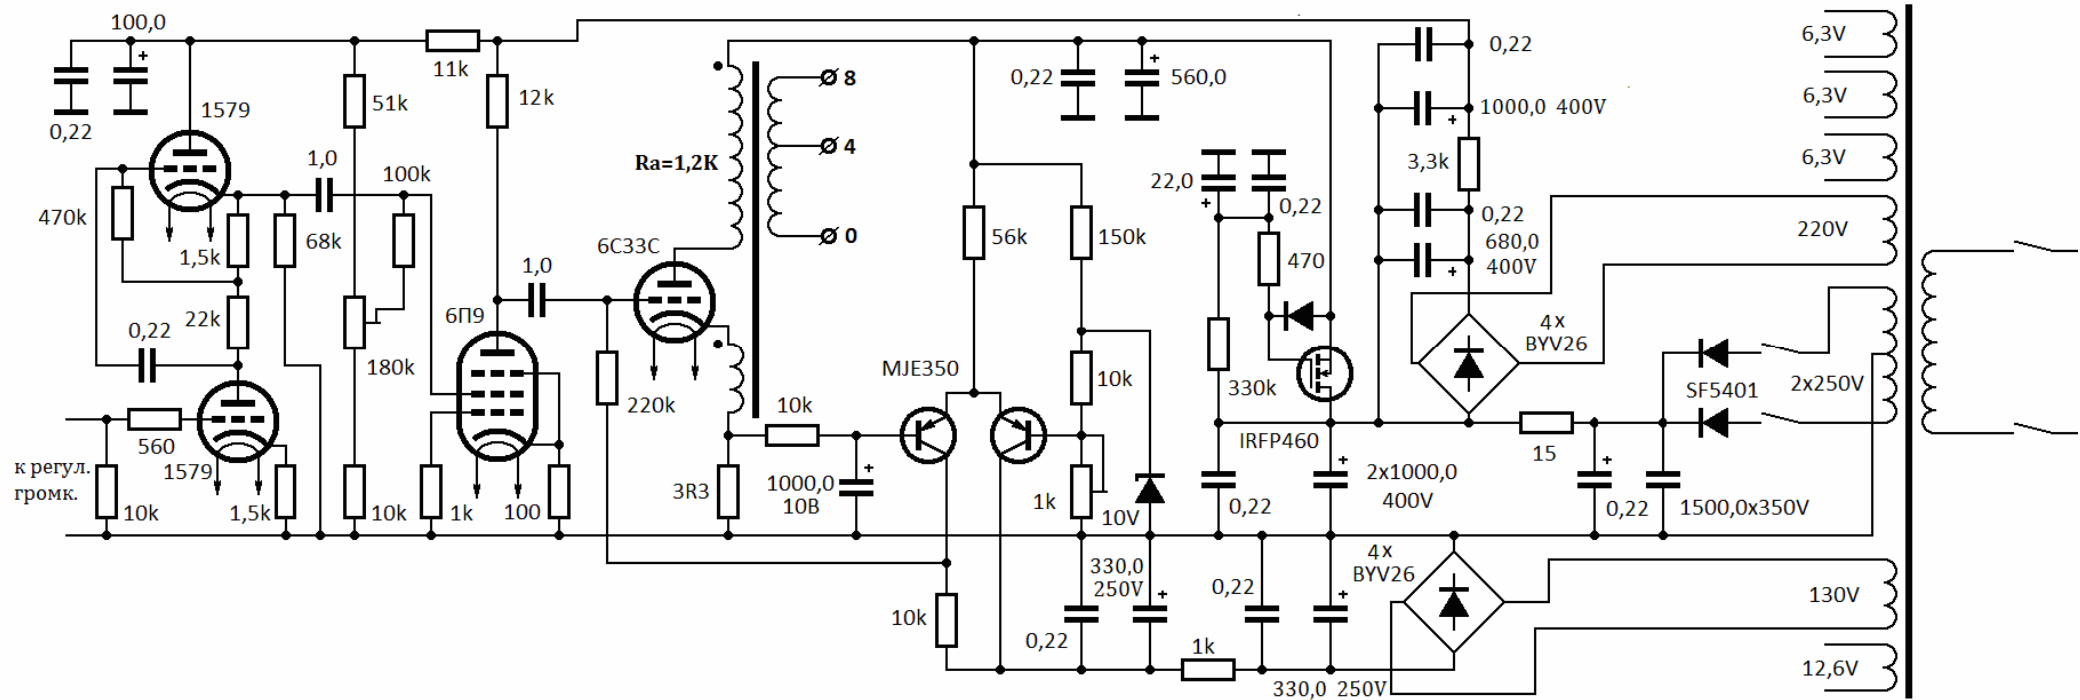 100,0
0,22
1579
470k
1,5k
22k
0,22
560
1579
к регул.
громк.
10k
1,5k
68k
1,0
51k
11k
100k
180k
10k
12k
6П9
1k
100
1,0
6С33С
220k
Ra=1,2K
8
4
0
3R3
10k
1000,0
10В
MJE350
10k
0,22
560,0
56k
150k
10k
1k
10V
330,0
250V
0,22
1k
22,0
0,22
470
330k
IRFP460
0,22
2x1000,0
400V
0,22
330,0 250V
0,22
1000,0 400V
3,3k
0,22
680,0
400V
4x
BYV26
15
0,22
SF5401
1500,0x350V
4x
BYV26
6,3V
6,3V
6,3V
220V
2x250V
130V
12,6V